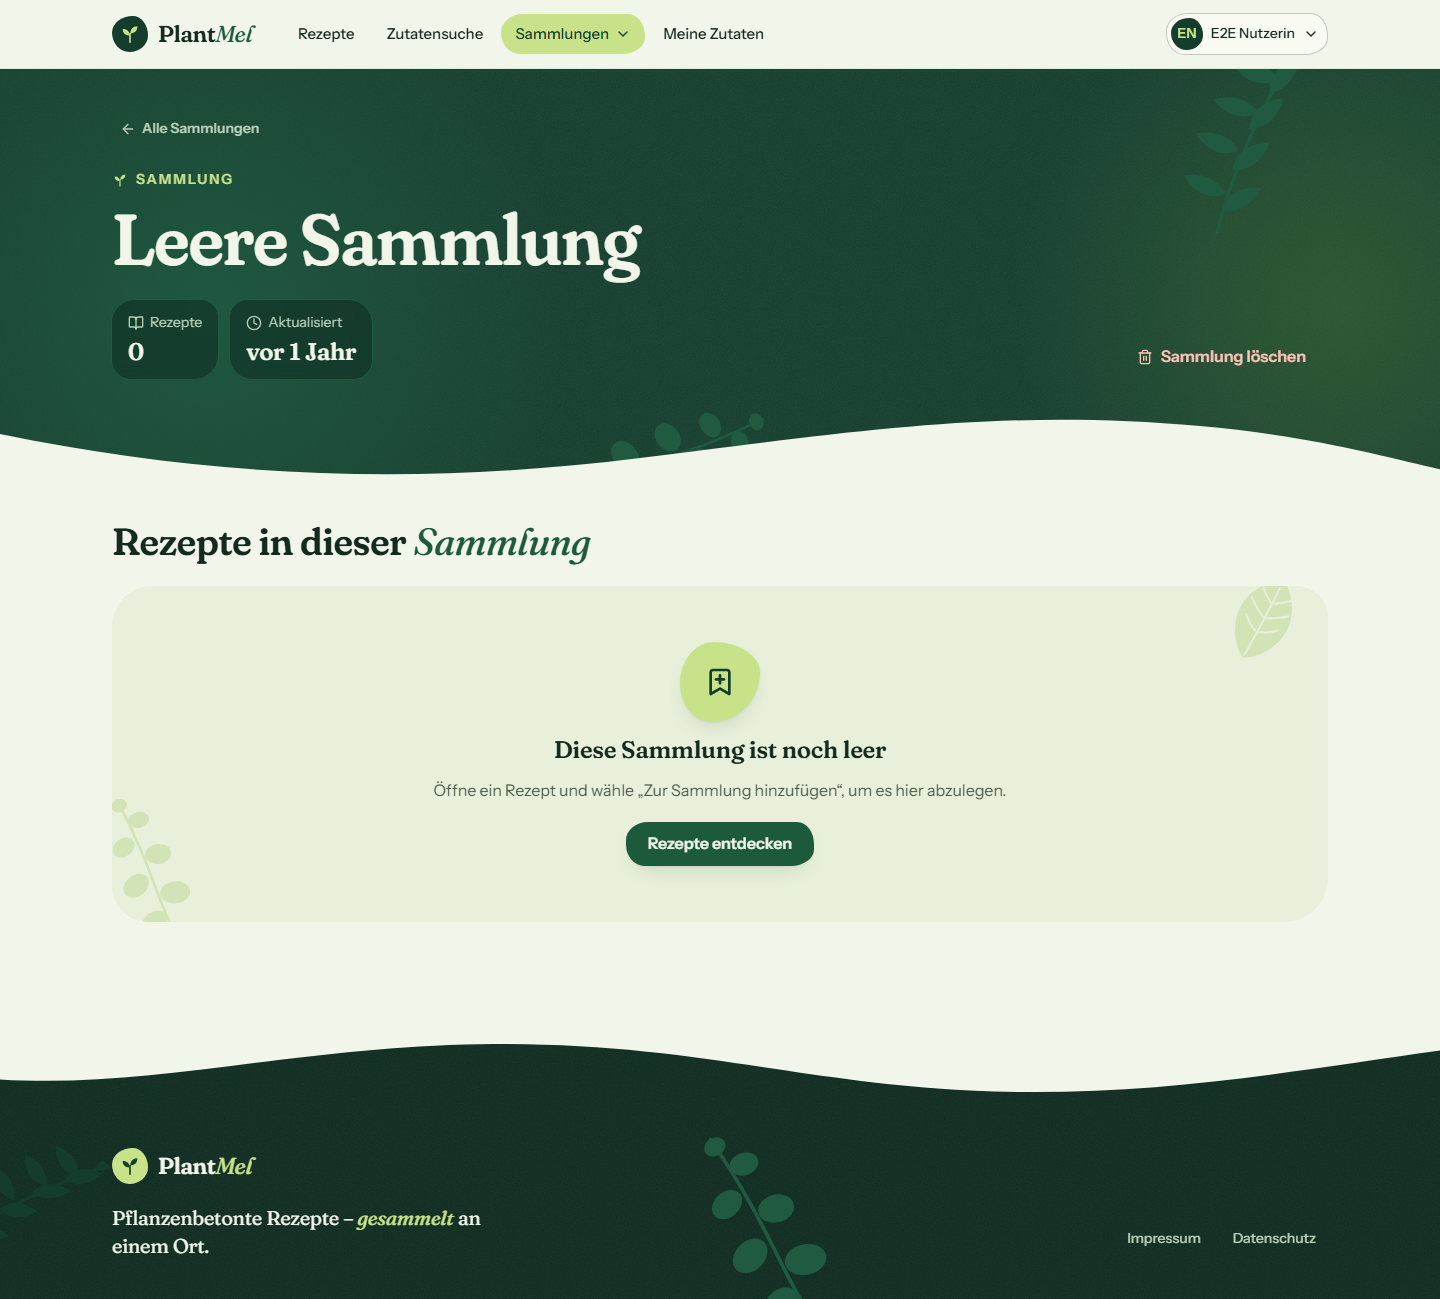 PlantMel
Rezepte
Zutatensuche
Sammlungen
Meine Zutaten
EN
E2E Nutzerin
Alle Sammlungen
SAMMLUNG
Leere Sammlung
Rezepte
0
Aktualisiert
vor 1 Jahr
Sammlung löschen
Rezepte in dieser Sammlung
Diese Sammlung ist noch leer
Öffne ein Rezept und wähle „Zur Sammlung hinzufügen“, um es hier abzulegen.
Rezepte entdecken
PlantMel
Pflanzenbetonte Rezepte – gesammelt an
einem Ort.
Impressum
Datenschutz